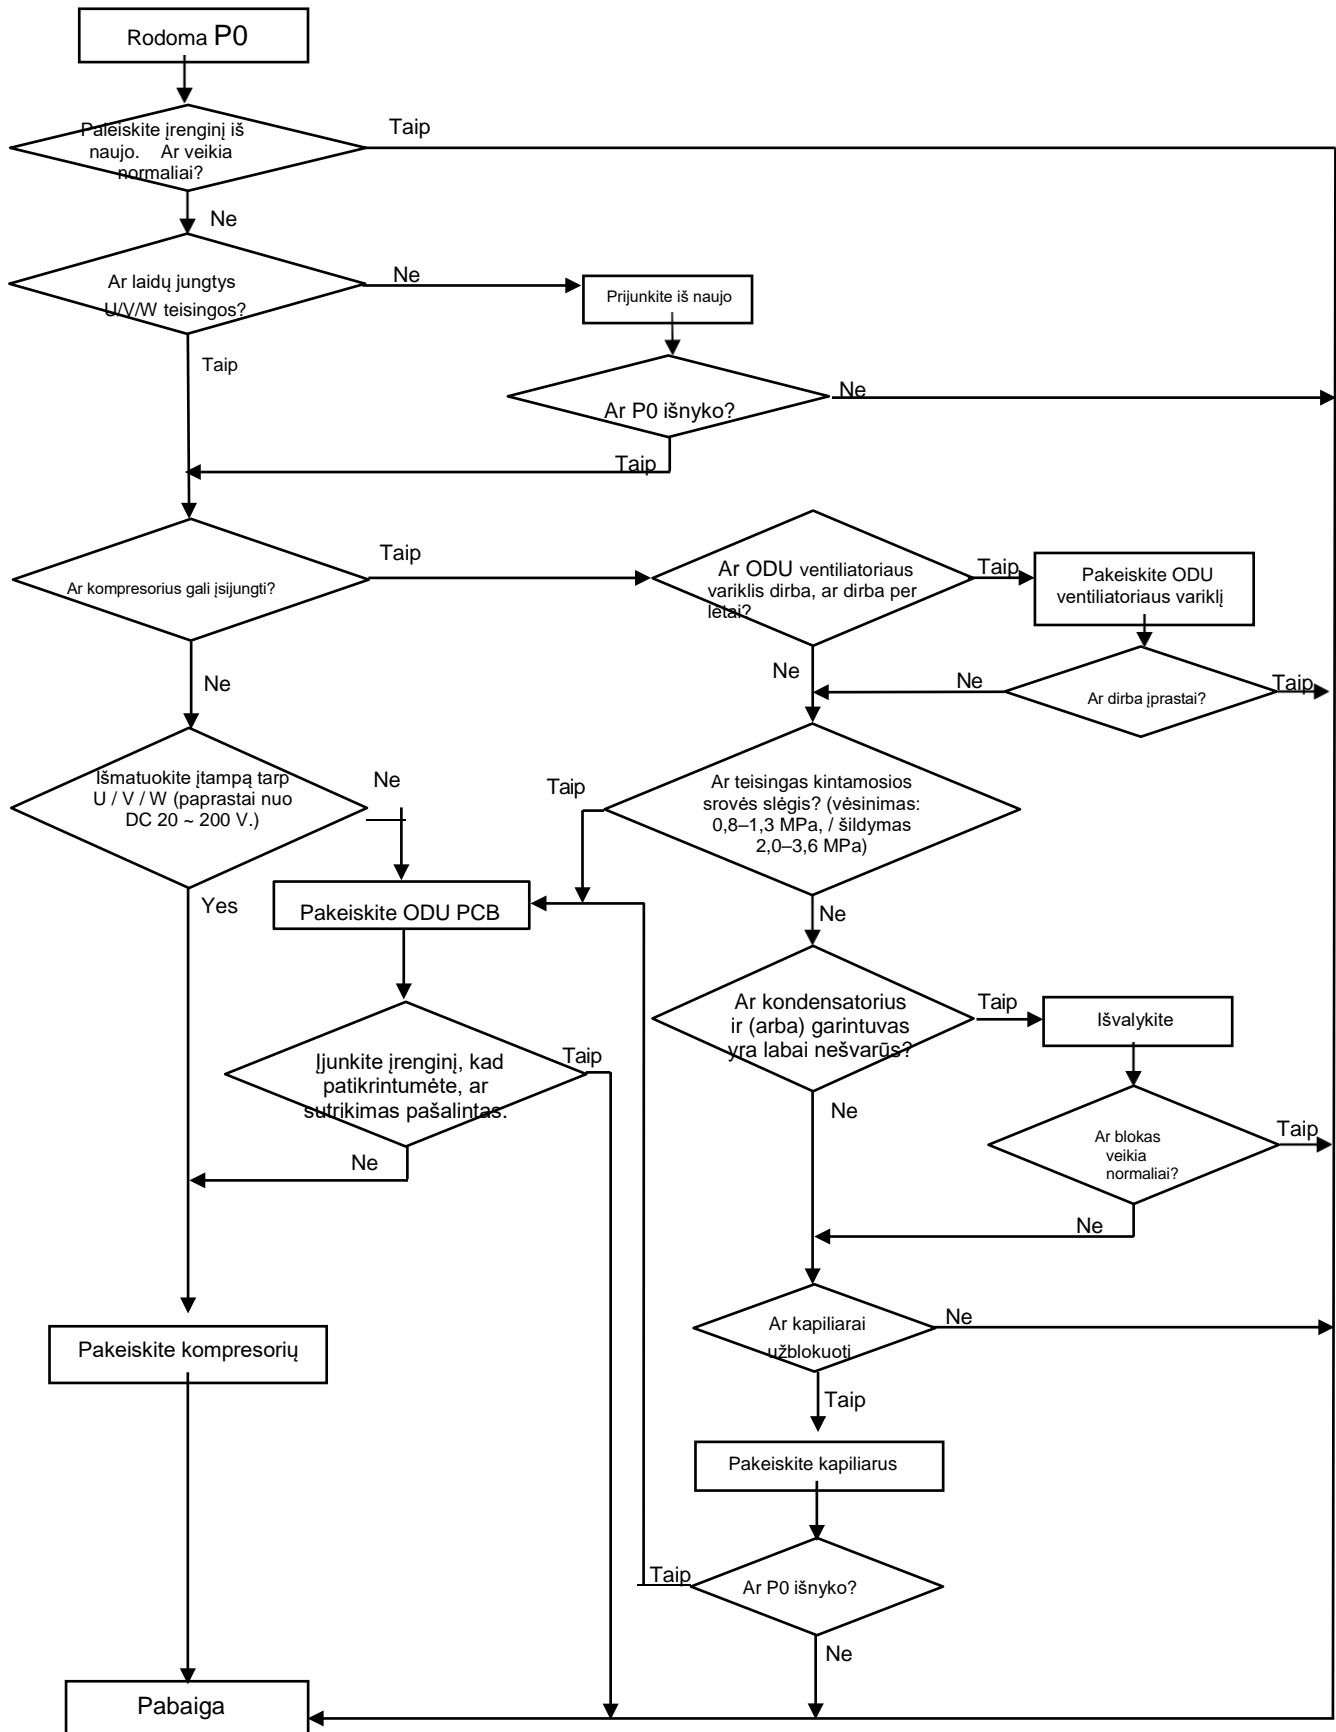 Rodoma P0
Paleiskite įrenginį iš
naujo. Ar veikia
normaliai?
Taip
Ne
Ar laidų jungtys
U/V/W teisingos?
Ne
Prijunkite iš naujo
Taip
Ar P0 išnyko?
Ne
Taip
Ar kompresorius gali įsijungti?
Taip
Ar ODU ventiliatoriaus
variklis dirba, ar dirba per
lėtai?
Taip
Pakeiskite ODU
ventiliatoriaus variklį
Ne
Ne
Ne
Ar dirba įprastai?
Taip
Išmatuokite įtampą tarp
U / V / W (paprastai nuo
DC 20 ~ 200 V.)
Ne
Taip
Ar teisingas kintamosios
srovės slėgis? (vėsinimas:
0,8–1,3 MPa, / šildymas
2,0–3,6 MPa)
Yes
Pakeiskite ODU PCB
Ne
Ar kondensatorius
ir (arba) garintuvas
yra labai nešvarūs?
Taip
Išvalykite
Įjunkite įrenginį, kad
patikrintumėte, ar
sutrikimas pašalintas.
Taip
Ne
Ne
Ar blokas
veikia
normaliai?
Taip
Ne
Ar kapiliarai
užblokuoti
Ne
Pakeiskite kompresorių
Taip
Pakeiskite kapiliarus
Taip
Ar P0 išnyko?
Ne
Pabaiga